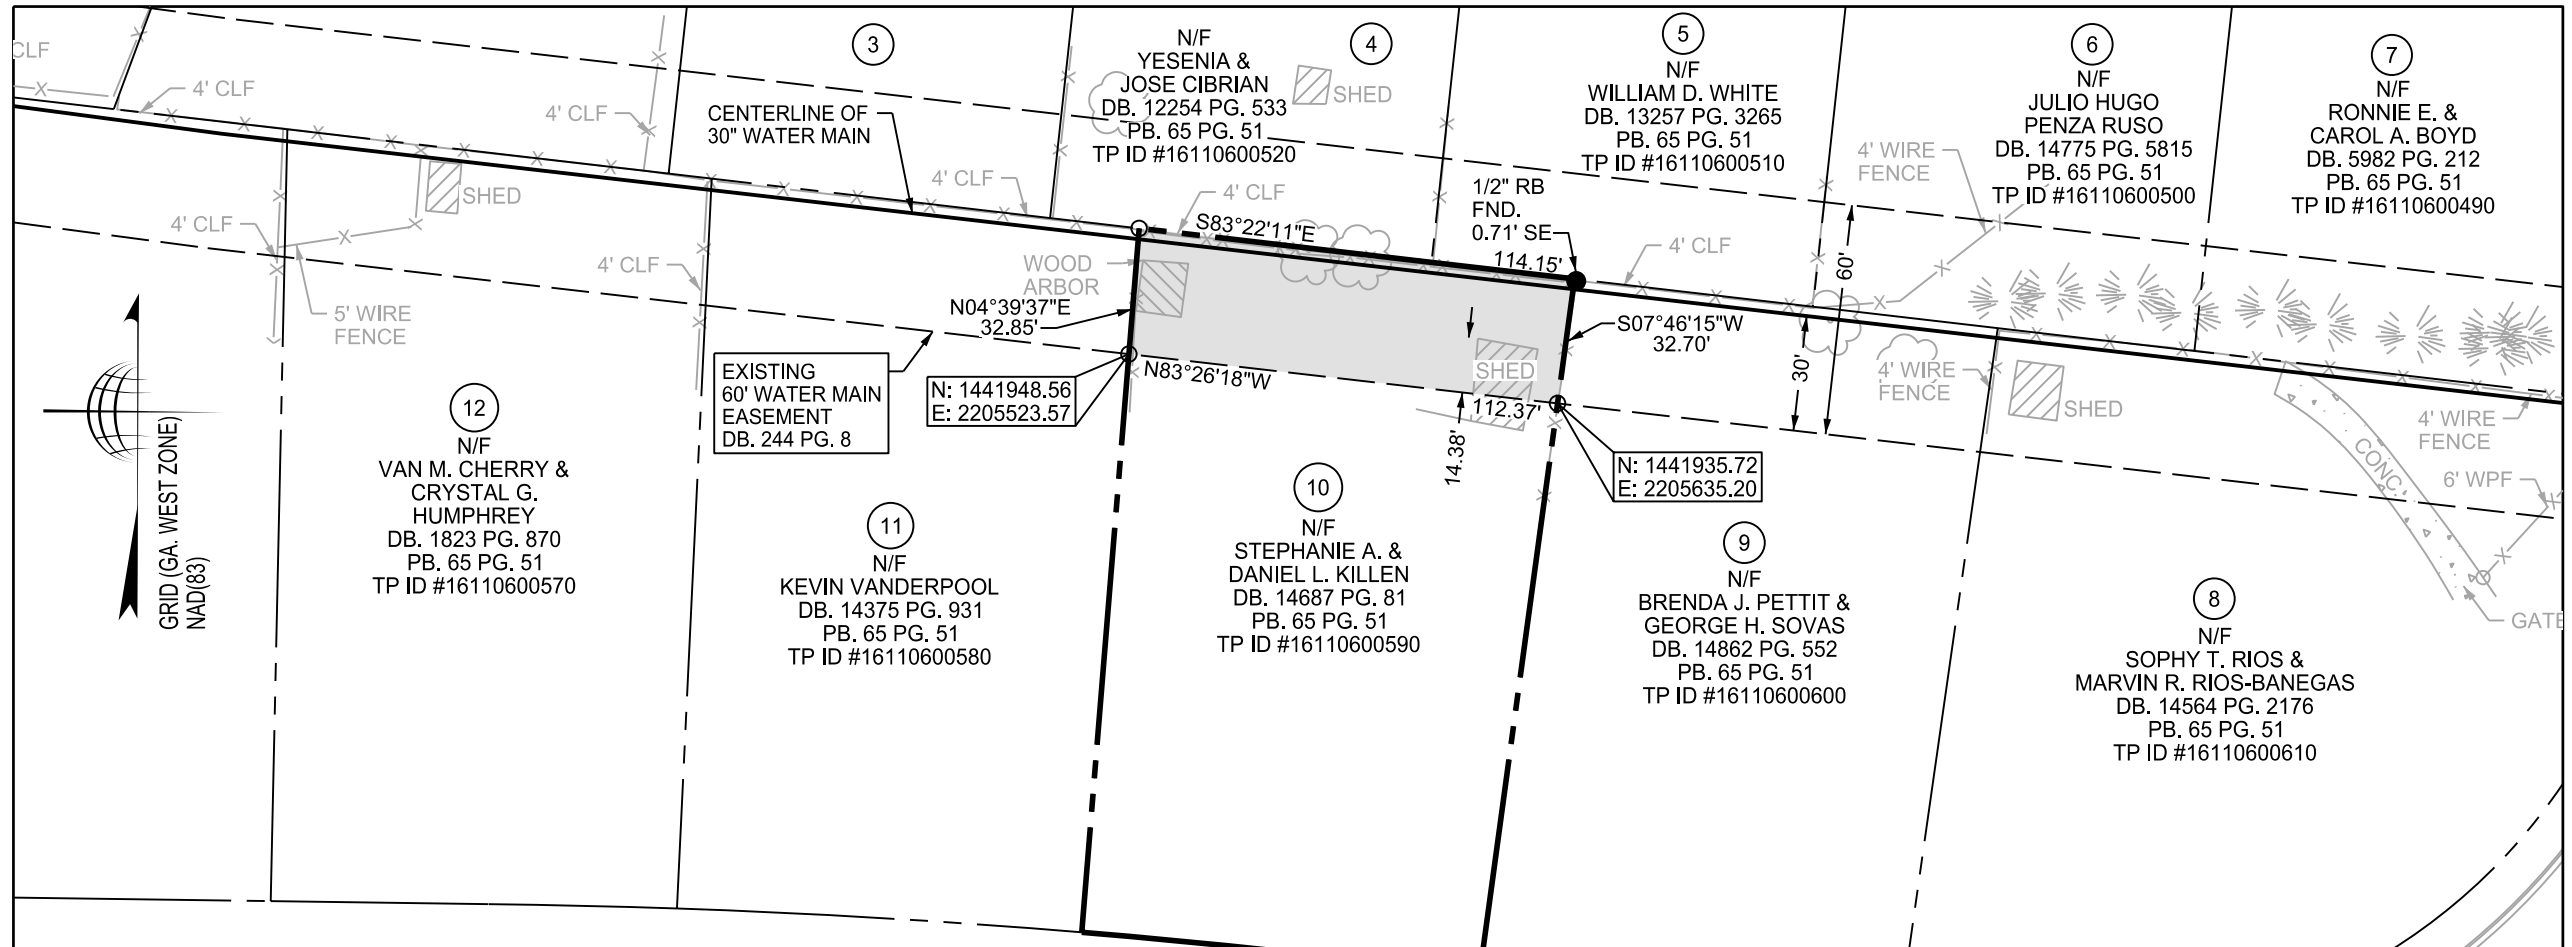 CLF
4' CLF
4' CLF
3
CENTERLINE OF
30" WATER MAIN
N/F
YESENIA &
JOSE CIBRIAN
DB. 12254 PG. 533
PB. 65 PG. 51
TP ID #16110600520
4
SHED
5
N/F
WILLIAM D. WHITE
DB. 13257 PG. 3265
PB. 65 PG. 51
TP ID #16110600510
6
N/F
JULIO HUGO
PENZA RUSO
DB. 14775 PG. 5815
PB. 65 PG. 51
TP ID #16110600500
7
N/F
RONNIE E. &
CAROL A. BOYD
DB. 5982 PG. 212
PB. 65 PG. 51
TP ID #16110600490
4' WIRE
FENCE
4' CLF
SHED
4' CLF
4' CLF
1/2" RB
FND.
0.71' SE
S83°22'11"E
114.15'
4' CLF
4' CLF
5' WIRE
FENCE
4' CLF
WOOD
ARBOR
N04°39'37"E
32.85'
60'
30'
S07°46'15"W
32.70'
SHED
N83°26'18"W
112.37'
14.38'
EXISTING
60' WATER MAIN
EASEMENT
DB. 244 PG. 8
N: 1441948.56
E: 2205523.57
N: 1441935.72
E: 2205635.20
4' WIRE
FENCE
SHED
4' WIRE
FENCE
CONC.
6' WPF
GATE
GRID (GA. WEST ZONE)
NAD(83)
12
N/F
VAN M. CHERRY &
CRYSTAL G.
HUMPHREY
DB. 1823 PG. 870
PB. 65 PG. 51
TP ID #16110600570
11
N/F
KEVIN VANDERPOOL
DB. 14375 PG. 931
PB. 65 PG. 51
TP ID #16110600580
10
N/F
STEPHANIE A. &
DANIEL L. KILLEN
DB. 14687 PG. 81
PB. 65 PG. 51
TP ID #16110600590
9
N/F
BRENDA J. PETTIT &
GEORGE H. SOVAS
DB. 14862 PG. 552
PB. 65 PG. 51
TP ID #16110600600
8
N/F
SOPHY T. RIOS &
MARVIN R. RIOS-BANEGAS
DB. 14564 PG. 2176
PB. 65 PG. 51
TP ID #16110600610